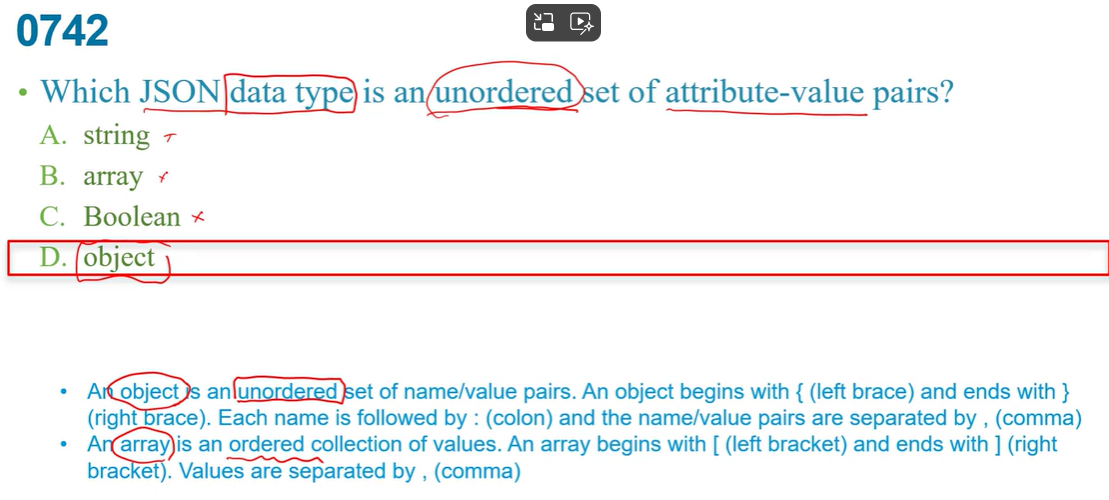 0742
• Which JSON data type is an unordered set of attribute-value pairs?
A. string
B. array
C. Boolean
D. object
• An object is an unordered set of name/value pairs. An object begins with { (left brace) and ends with }
(right brace). Each name is followed by : (colon) and the name/value pairs are separated by , (comma)
• An array is an ordered collection of values. An array begins with [ (left bracket) and ends with ] (right
bracket). Values are separated by , (comma)